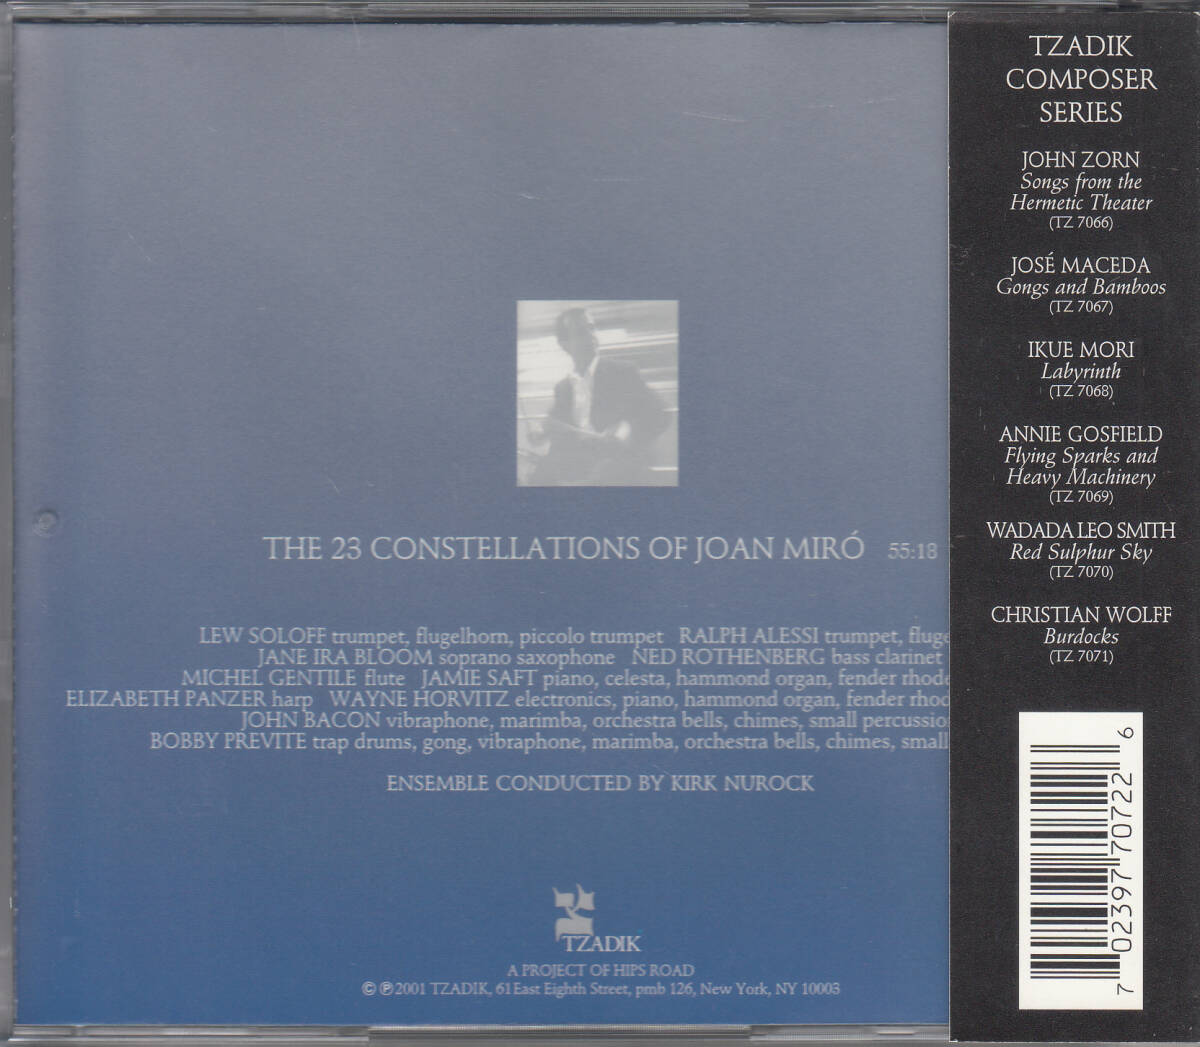 THE 23 CONSTELLATIONS OF JOAN MIRÓ 55:18
LEW SOLOFF trumpet, flugelhorn, piccolo trumpet RALPH ALESSI trumpet, fluge
JANE IRA BLOOM soprano saxophone NED ROTHENBERG bass clarinet
MICHEL GENTILE flute JAMIE SAFT piano, celesta, hammond organ, fender rhode
ELIZABETH PANZER harp WAYNE HORVITZ electronics, piano, hammond organ, fender rhod
JOHN BACON vibraphone, marimba, orchestra bells, chimes, small percussion
BOBBY PREVITE trap drums, gong, vibraphone, marimba, orchestra bells, chimes, small
ENSEMBLE CONDUCTED BY KIRK NUROCK
צ
TZADIK
A PROJECT OF HIPS ROAD
© ℗ 2001 TZADIK, 61 East Eighth Street, pmb 126, New York, NY 10003
TZADIK
COMPOSER
SERIES
JOHN ZORN
Songs from the
Hermetic Theater
(TZ 7066)
JOSÉ MACEDA
Gongs and Bamboos
(TZ 7067)
IKUE MORI
Labyrinth
(TZ 7068)
ANNIE GOSFIELD
Flying Sparks and
Heavy Machinery
(TZ 7069)
WADADA LEO SMITH
Red Sulphur Sky
(TZ 7070)
CHRISTIAN WOLFF
Burdocks
(TZ 7071)
7 02397 70722 6